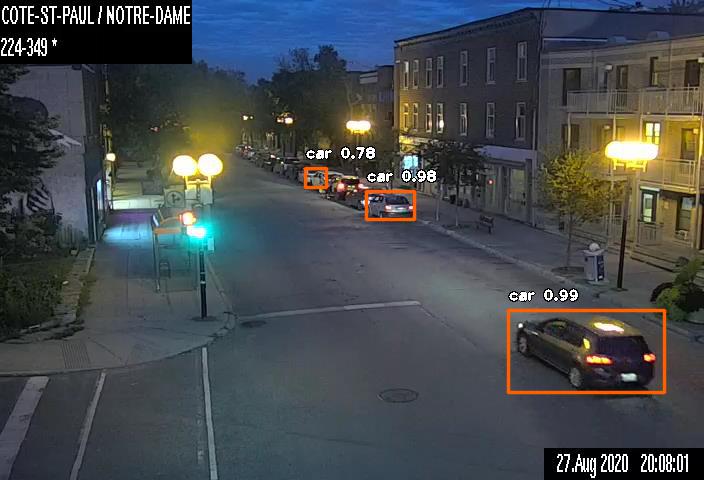 COTE-ST-PAUL / NOTRE-DAME
224-349 *
car 0.78
car 0.98
car 0.99
27.Aug 2020 20:08:01